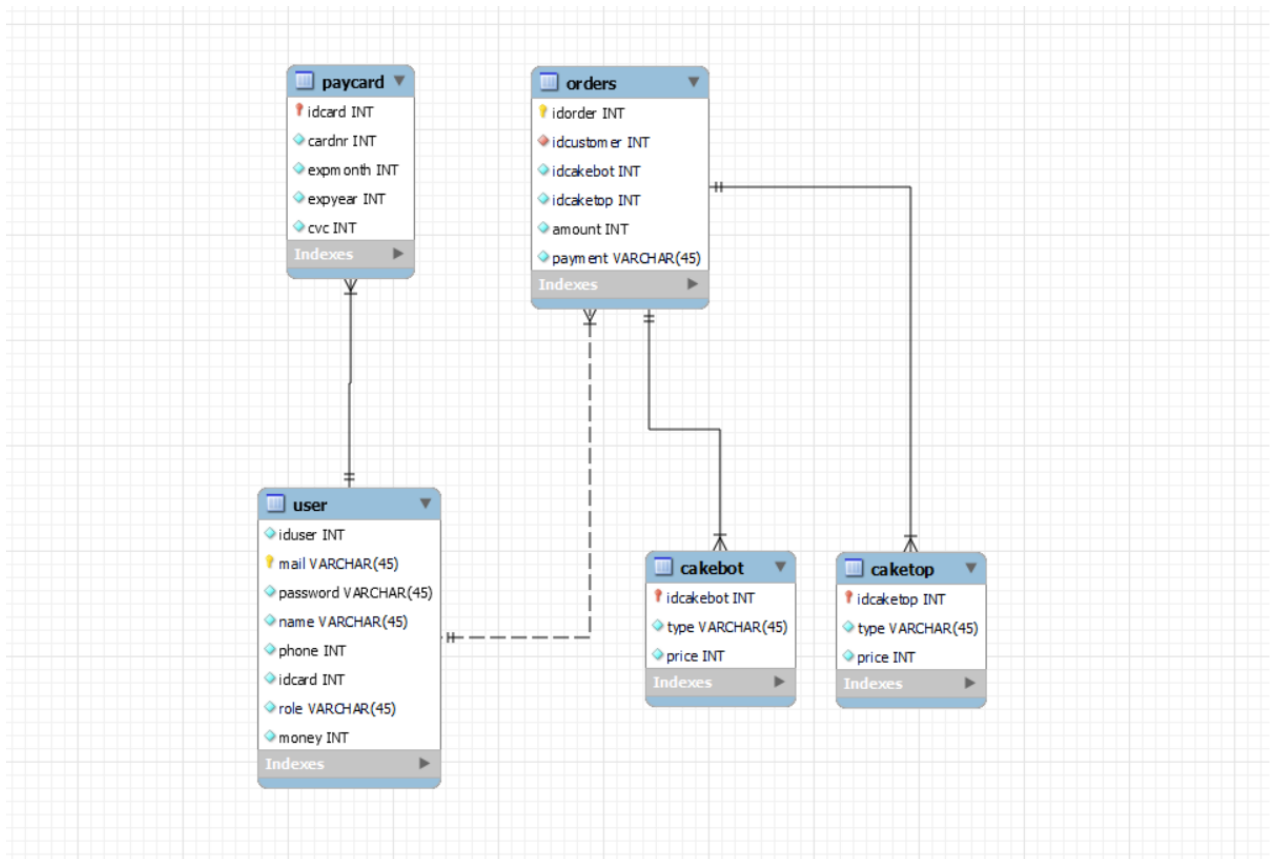 paycard
idcard INT
cardnr INT
expmonth INT
expyear INT
cvc INT
Indexes
orders
idorder INT
idcustomer INT
idcakebot INT
idcaketop INT
amount INT
payment VARCHAR(45)
Indexes
user
iduser INT
mail VARCHAR(45)
password VARCHAR(45)
name VARCHAR(45)
phone INT
idcard INT
role VARCHAR(45)
money INT
Indexes
cakebot
idcakebot INT
type VARCHAR(45)
price INT
Indexes
caketop
idcaketop INT
type VARCHAR(45)
price INT
Indexes